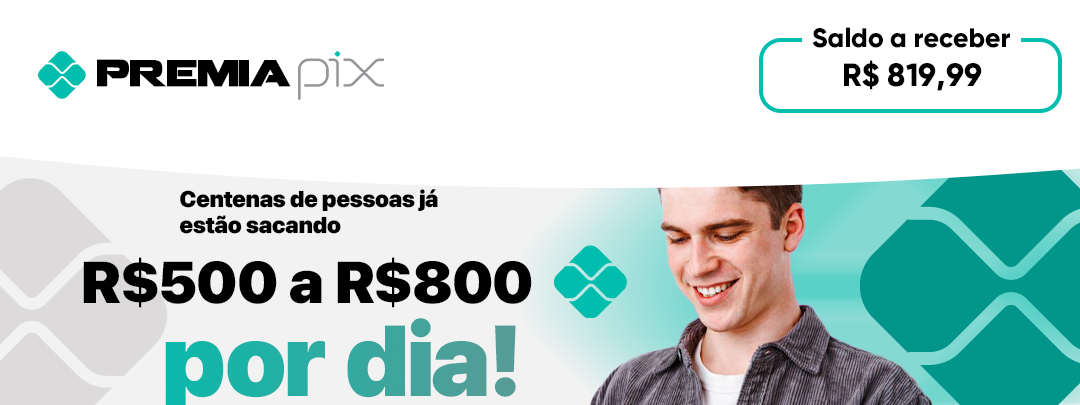 PREMIA pix
Saldo a receber
R$ 819,99
Centenas de pessoas já
estão sacando
R$500 a R$800
por dia!